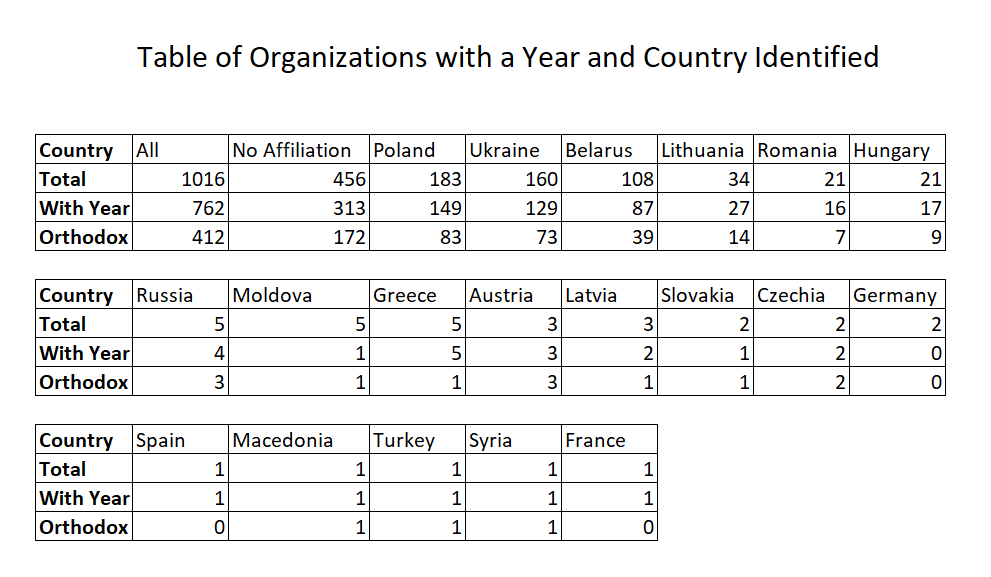 Table of Organizations with a Year and Country Identified
Country All No Affiliation Poland Ukraine Belarus Lithuania Romania Hungary
Total 1016 456 183 160 108 34 21 21
With Year 762 313 149 129 87 27 16 17
Orthodox 412 172 83 73 39 14 7 9
Country Russia Moldova Greece Austria Latvia Slovakia Czechia Germany
Total 5 5 5 3 3 2 2 2
With Year 4 1 5 3 2 1 2 0
Orthodox 3 1 1 3 1 1 2 0
Country Spain Macedonia Turkey Syria France
Total 1 1 1 1 1
With Year 1 1 1 1 1
Orthodox 0 1 1 1 0